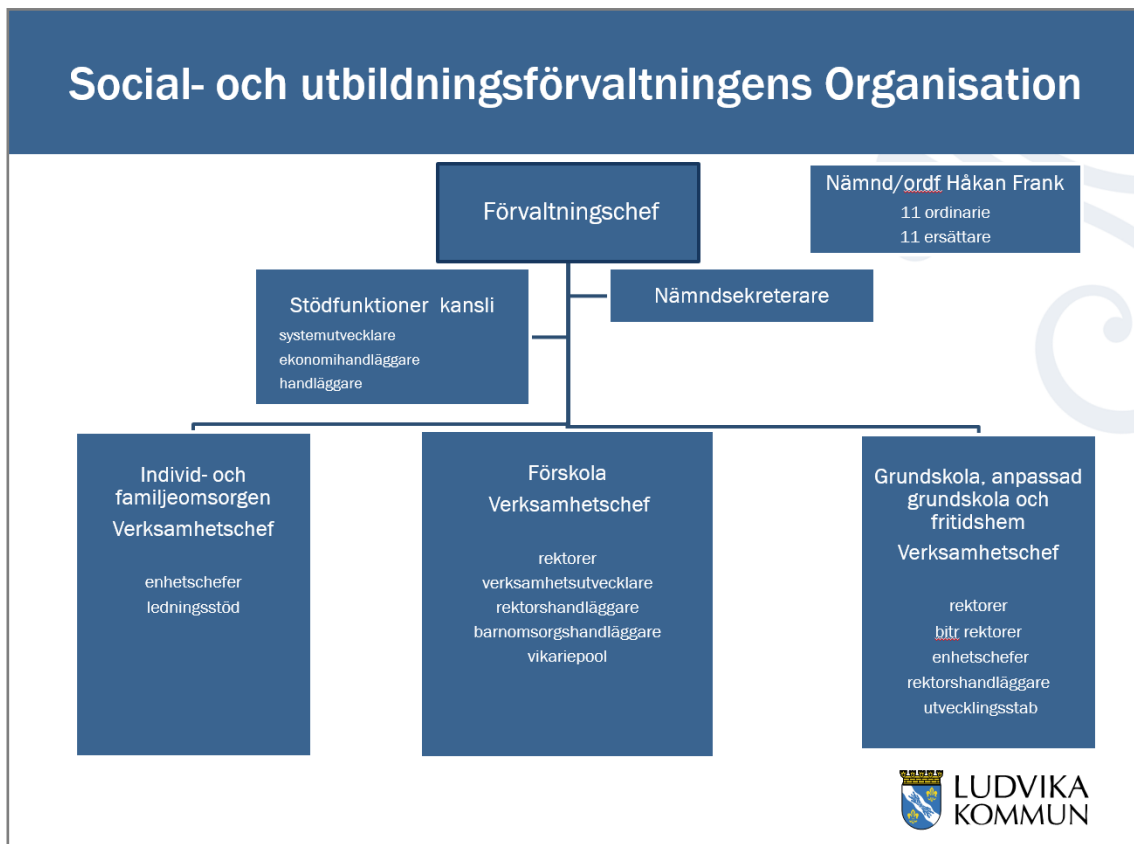 Social- och utbildningsförvaltningens Organisation
Förvaltningschef
Nämnd/ordf Håkan Frank
11 ordinarie
11 ersättare
Stödfunktioner kansli
systemutvecklare
ekonomihandläggare
handläggare
Nämndsekreterare
Individ- och
familjeomsorgen
Verksamhetschef
enhetschefer
ledningsstöd
Förskola
Verksamhetschef
rektorer
verksamhetsutvecklare
rektorshandläggare
barnomsorgshandläggare
vikariepool
Grundskola, anpassad
grundskola och
fritidshem
Verksamhetschef
rektorer
bitr rektorer
enhetschefer
rektorshandläggare
utvecklingsstab
LUDVIKA
KOMMUN